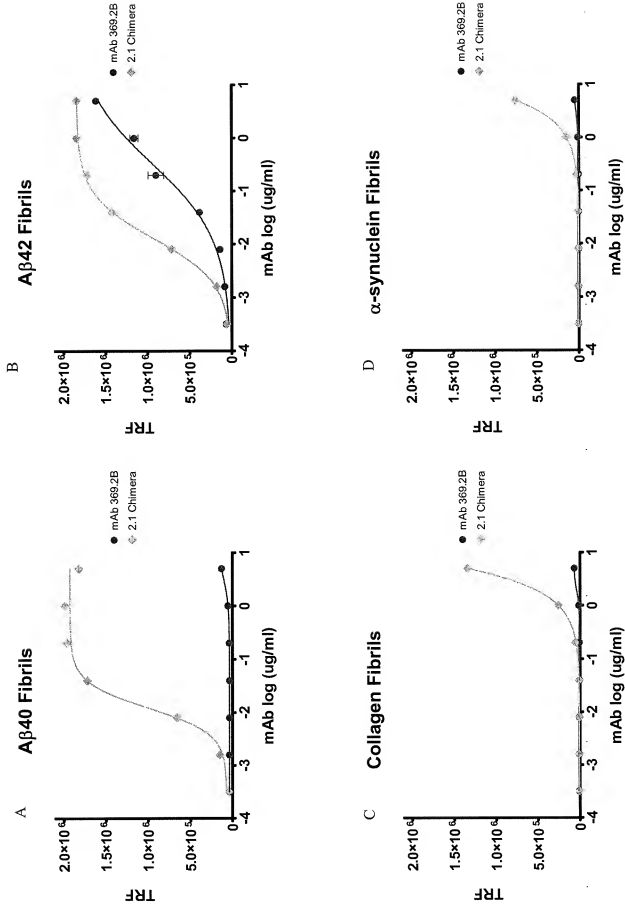 A
Aβ40 Fibrils
TRF
2.0×10⁶
1.5×10⁶
1.0×10⁶
5.0×10⁵
0
-4 -3 -2 -1 0 1
mAb log (ug/ml)
mAb 369.2B
2.1 Chimera
B
Aβ42 Fibrils
TRF
2.0×10⁶
1.5×10⁶
1.0×10⁶
5.0×10⁵
0
-4 -3 -2 -1 0 1
mAb log (ug/ml)
mAb 369.2B
2.1 Chimera
C
Collagen Fibrils
TRF
2.0×10⁶
1.5×10⁶
1.0×10⁶
5.0×10⁵
0
-4 -3 -2 -1 0 1
mAb log (ug/ml)
mAb 369.2B
2.1 Chimera
D
α-synuclein Fibrils
TRF
2.0×10⁶
1.5×10⁶
1.0×10⁶
5.0×10⁵
0
-4 -3 -2 -1 0 1
mAb log (ug/ml)
mAb 369.2B
2.1 Chimera